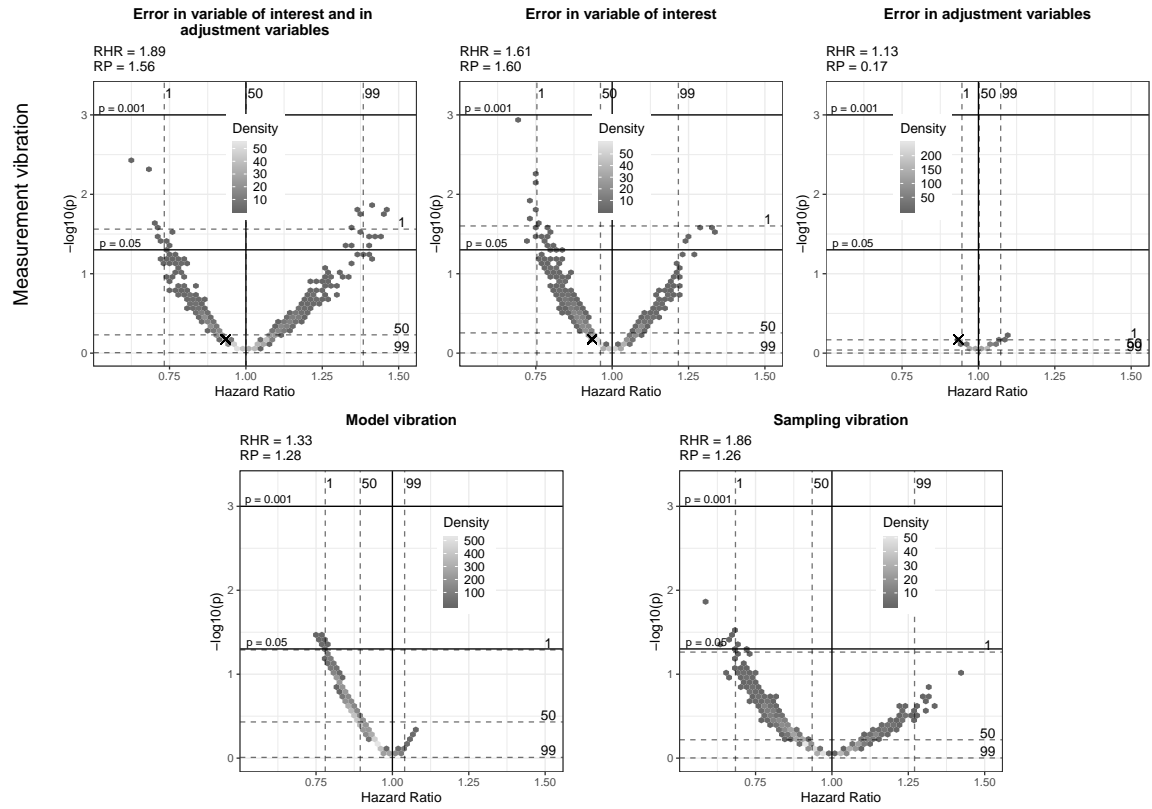 Measurement vibration
Error in variable of interest and in
adjustment variables
RHR = 1.89
RP = 1.56
1
50
99
p = 0.001
p = 0.05
Density
50
40
30
20
10
1
50
99
−log10(p)
3
2
1
0
0.75
1.00
1.25
1.50
Hazard Ratio
Error in variable of interest
RHR = 1.61
RP = 1.60
1
50
99
p = 0.001
p = 0.05
Density
50
40
30
20
10
1
50
99
−log10(p)
3
2
1
0
0.75
1.00
1.25
1.50
Hazard Ratio
Error in adjustment variables
RHR = 1.13
RP = 0.17
1
50
99
p = 0.001
p = 0.05
Density
200
150
100
50
1
−log10(p)
3
2
1
0
0.75
1.00
1.25
1.50
Hazard Ratio
Model vibration
RHR = 1.33
RP = 1.28
1
50
99
p = 0.001
p = 0.05
Density
500
400
300
200
100
1
50
99
−log10(p)
3
2
1
0
0.75
1.00
1.25
1.50
Hazard Ratio
Sampling vibration
RHR = 1.86
RP = 1.26
1
50
99
p = 0.001
p = 0.05
Density
50
40
30
20
10
1
50
99
−log10(p)
3
2
1
0
0.75
1.00
1.25
1.50
Hazard Ratio